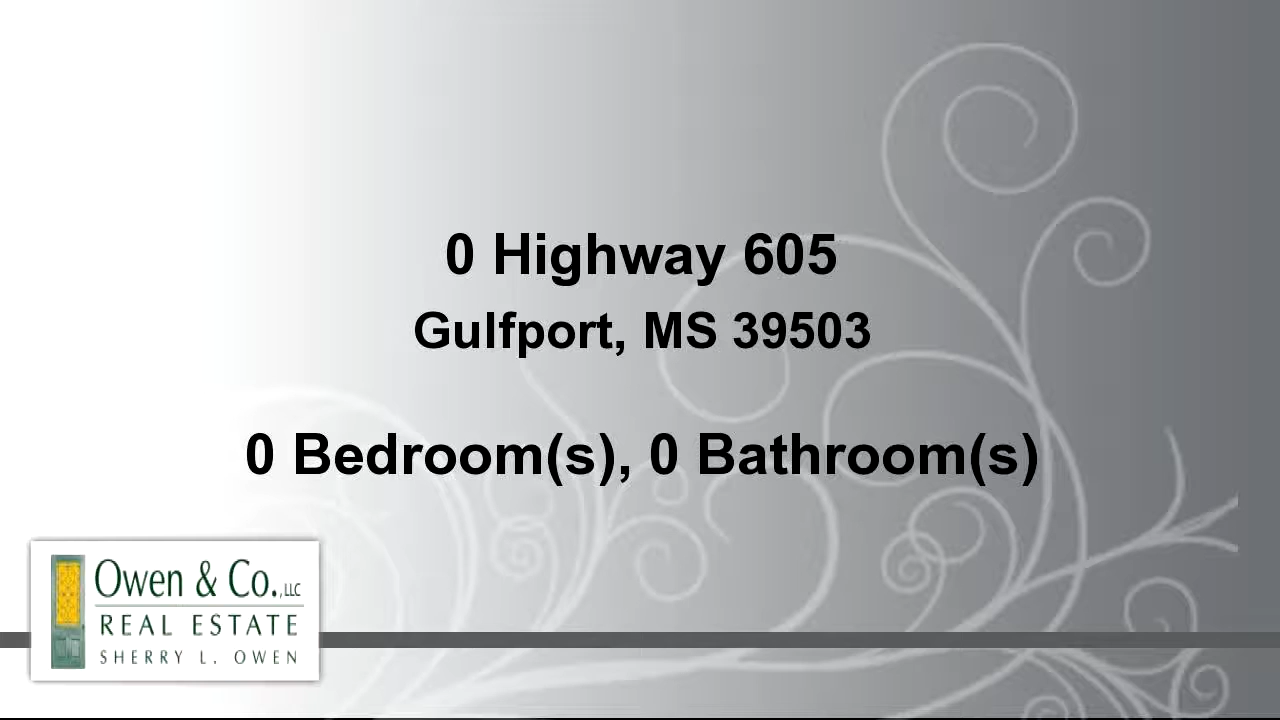 0 Highway 605
Gulfport, MS 39503
0 Bedroom(s), 0 Bathroom(s)
Owen & Co., LLC
REAL ESTATE
SHERRY L. OWEN